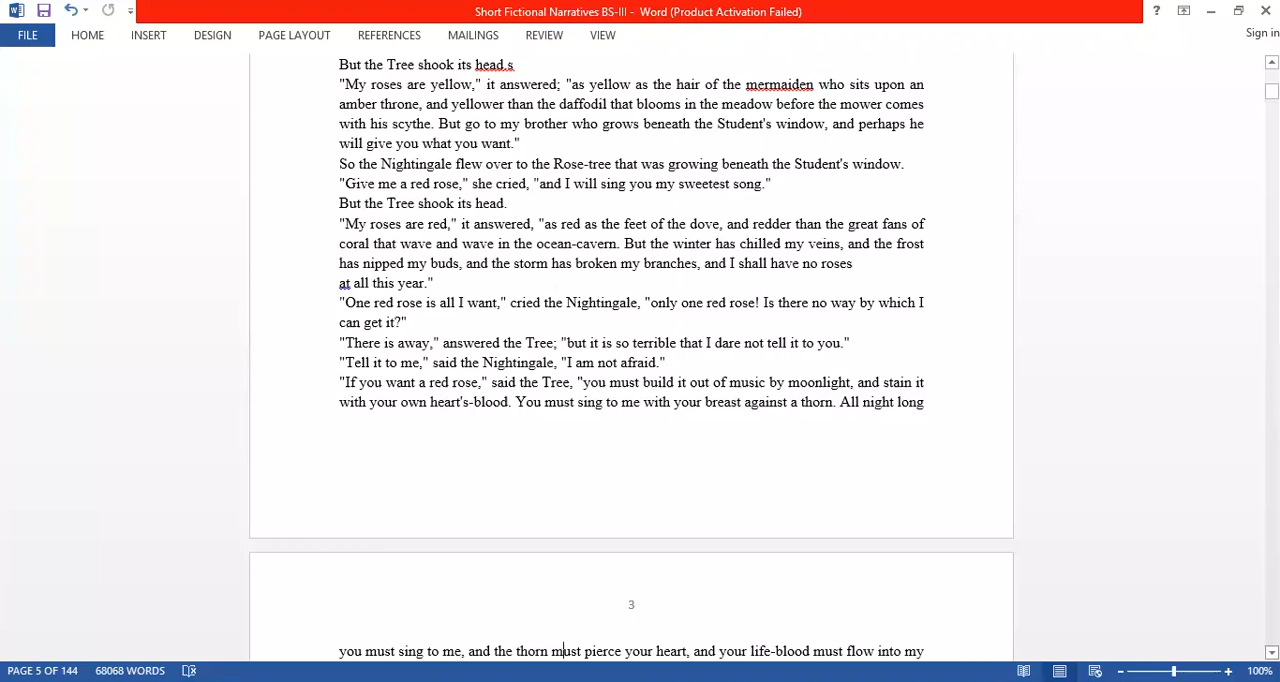 Short Fictional Narratives BS-III - Word (Product Activation Failed)
?
FILE HOME INSERT DESIGN PAGE LAYOUT REFERENCES MAILINGS REVIEW VIEW Sign in
But the Tree shook its head.s
"My roses are yellow," it answered; "as yellow as the hair of the mermaiden who sits upon an
amber throne, and yellower than the daffodil that blooms in the meadow before the mower comes
with his scythe. But go to my brother who grows beneath the Student's window, and perhaps he
will give you what you want."
So the Nightingale flew over to the Rose-tree that was growing beneath the Student's window.
"Give me a red rose," she cried, "and I will sing you my sweetest song."
But the Tree shook its head.
"My roses are red," it answered, "as red as the feet of the dove, and redder than the great fans of
coral that wave and wave in the ocean-cavern. But the winter has chilled my veins, and the frost
has nipped my buds, and the storm has broken my branches, and I shall have no roses
at all this year."
"One red rose is all I want," cried the Nightingale, "only one red rose! Is there no way by which I
can get it?"
"There is away," answered the Tree; "but it is so terrible that I dare not tell it to you."
"Tell it to me," said the Nightingale, "I am not afraid."
"If you want a red rose," said the Tree, "you must build it out of music by moonlight, and stain it
with your own heart's-blood. You must sing to me with your breast against a thorn. All night long
3
you must sing to me, and the thorn must pierce your heart, and your life-blood must flow into my
PAGE 5 OF 144 68068 WORDS 100%